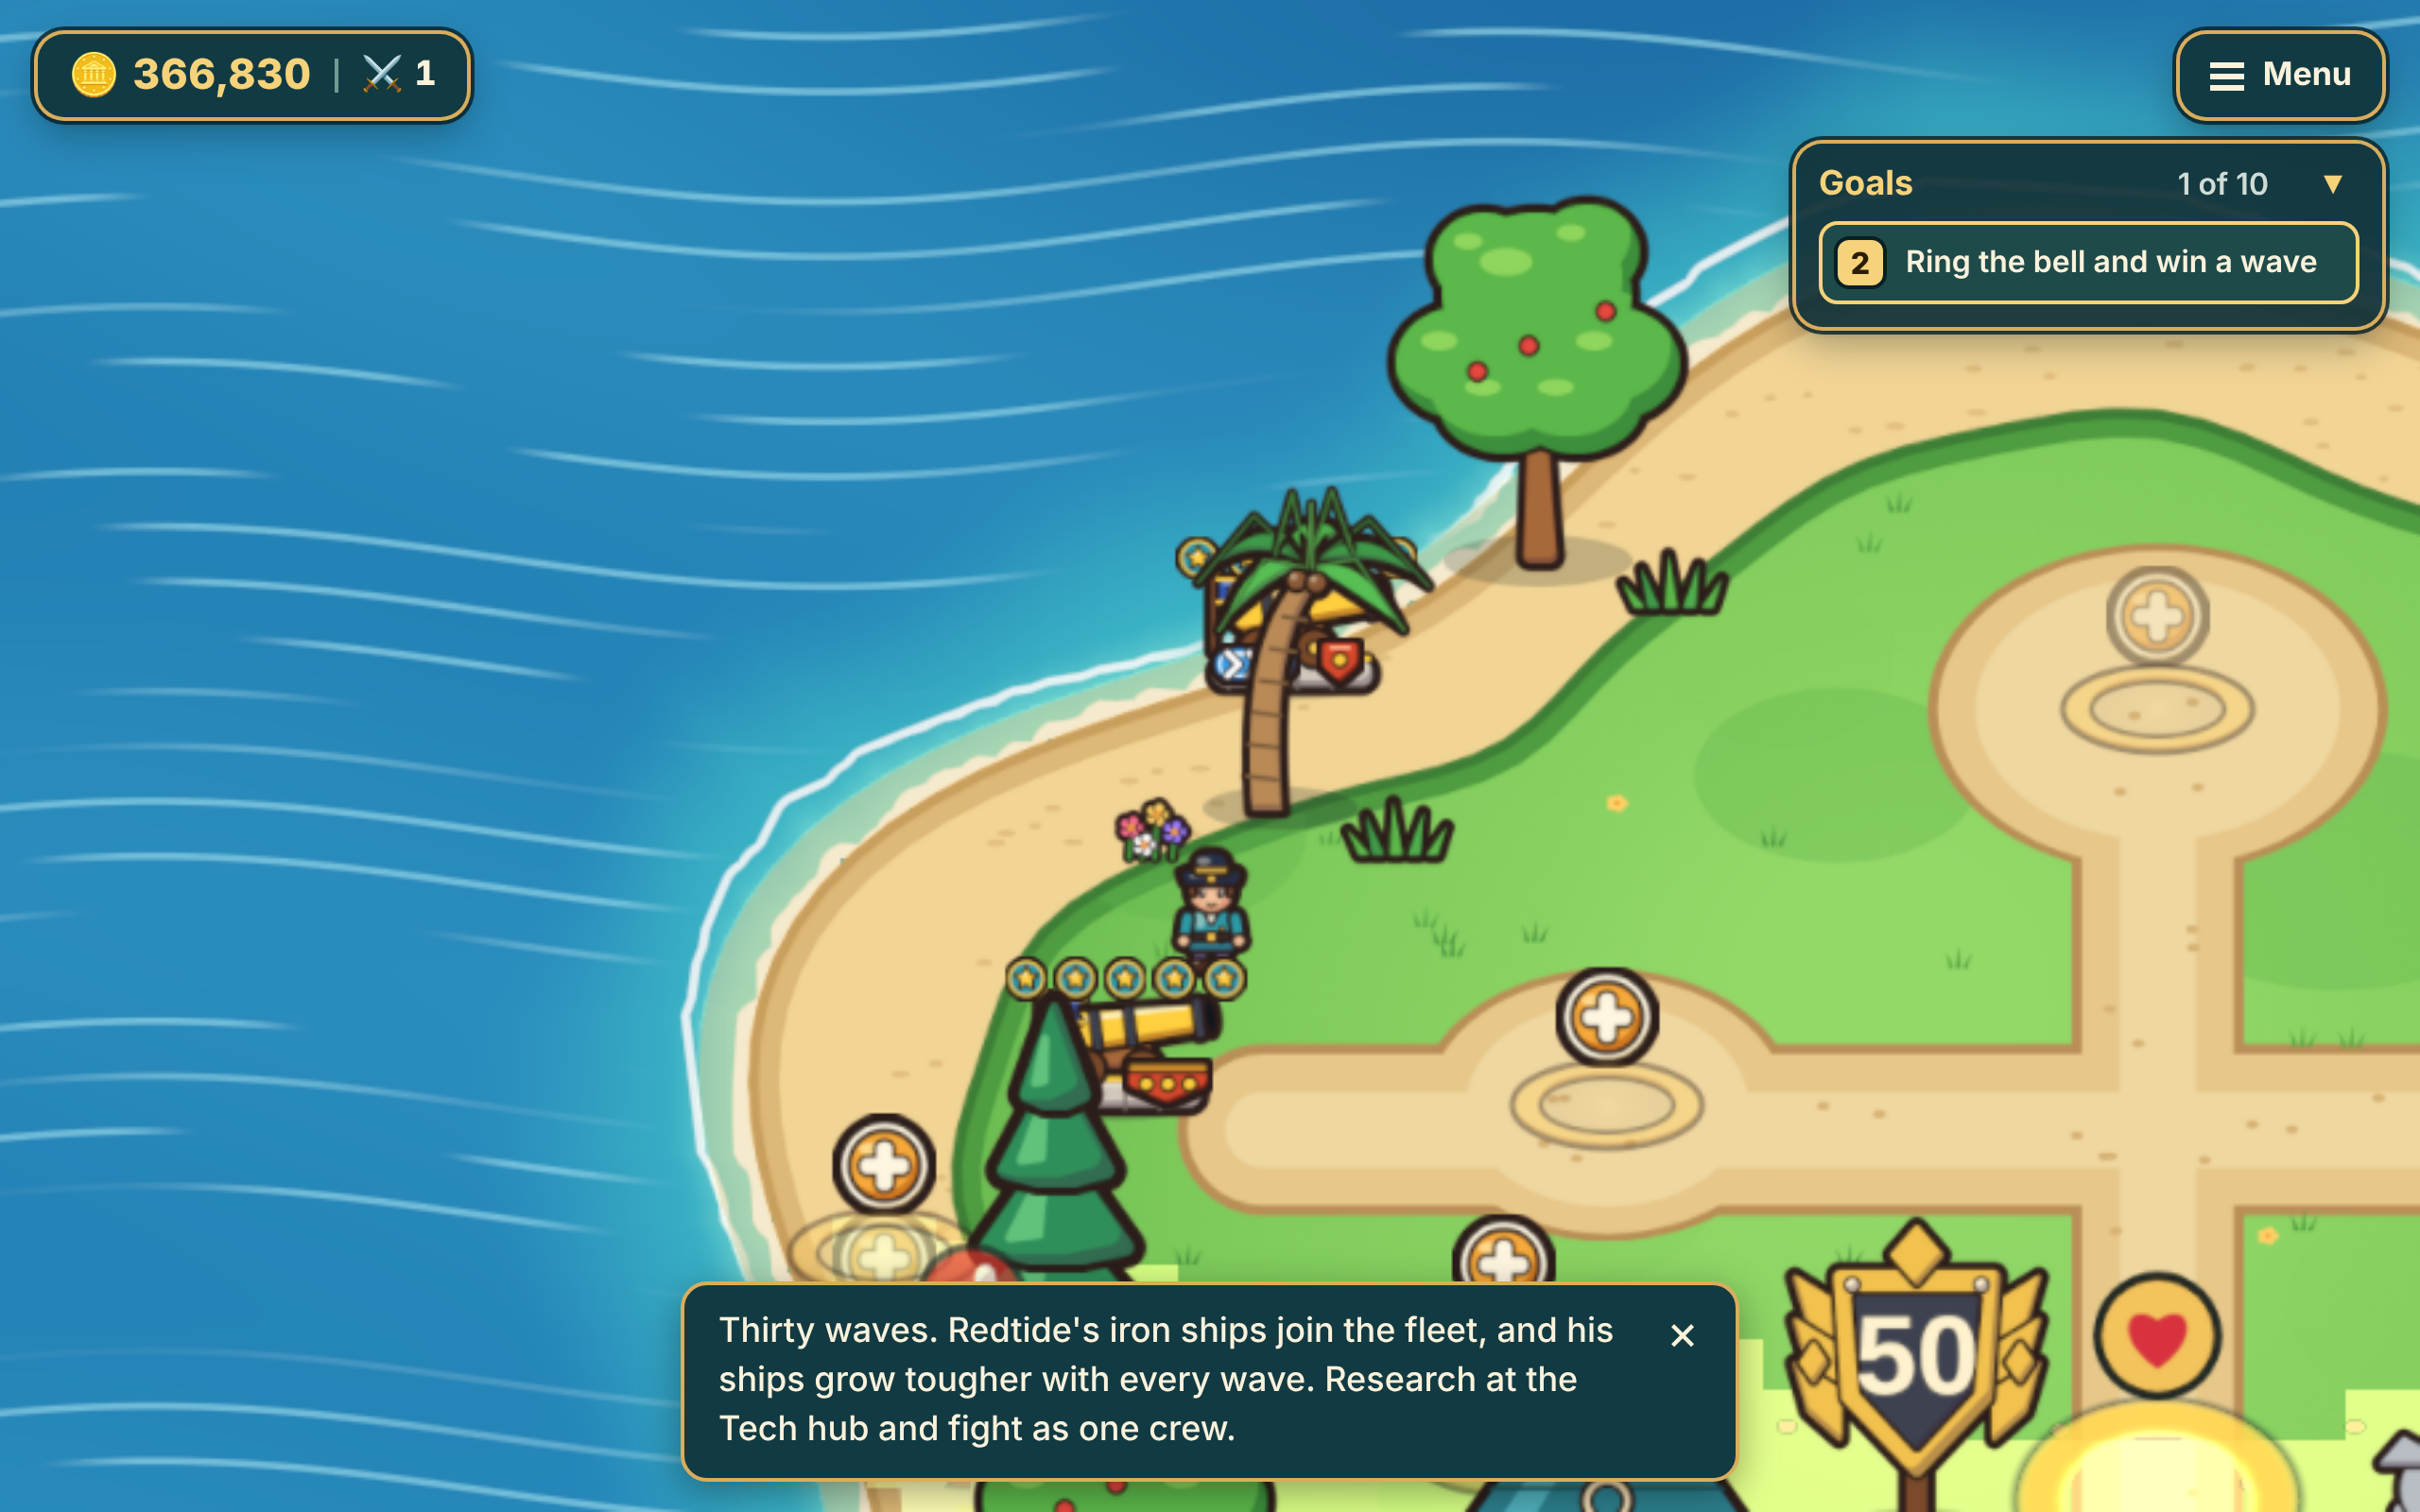 366,830 | 1
Menu
Goals 1 of 10
2 Ring the bell and win a wave
Thirty waves. Redtide's iron ships join the fleet, and his
ships grow tougher with every wave. Research at the
Tech hub and fight as one crew.
50